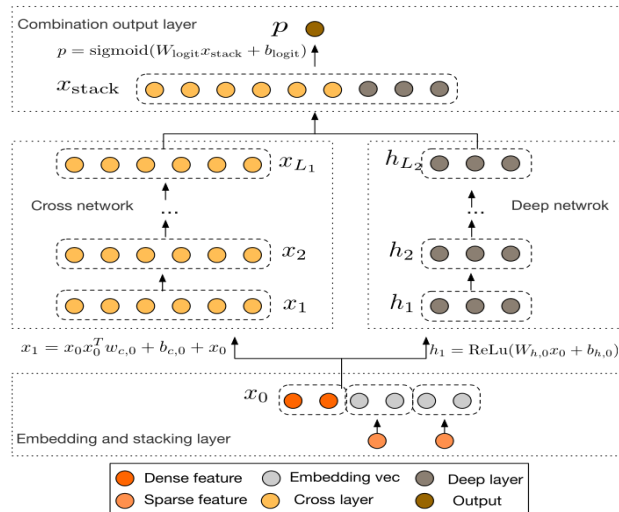 Combination output layer
p
p = sigmoid(W_logit x_stack + b_logit)
x_stack
x_{L_1}
h_{L_2}
Cross network
...
...
Deep netwrok
x_2
h_2
x_1
h_1
x_1 = x_0 x_0^T w_{c,0} + b_{c,0} + x_0
h_1 = ReLu(W_{h,0} x_0 + b_{h,0})
x_0
Embedding and stacking layer
Dense feature Embedding vec Deep layer
Sparse feature Cross layer Output